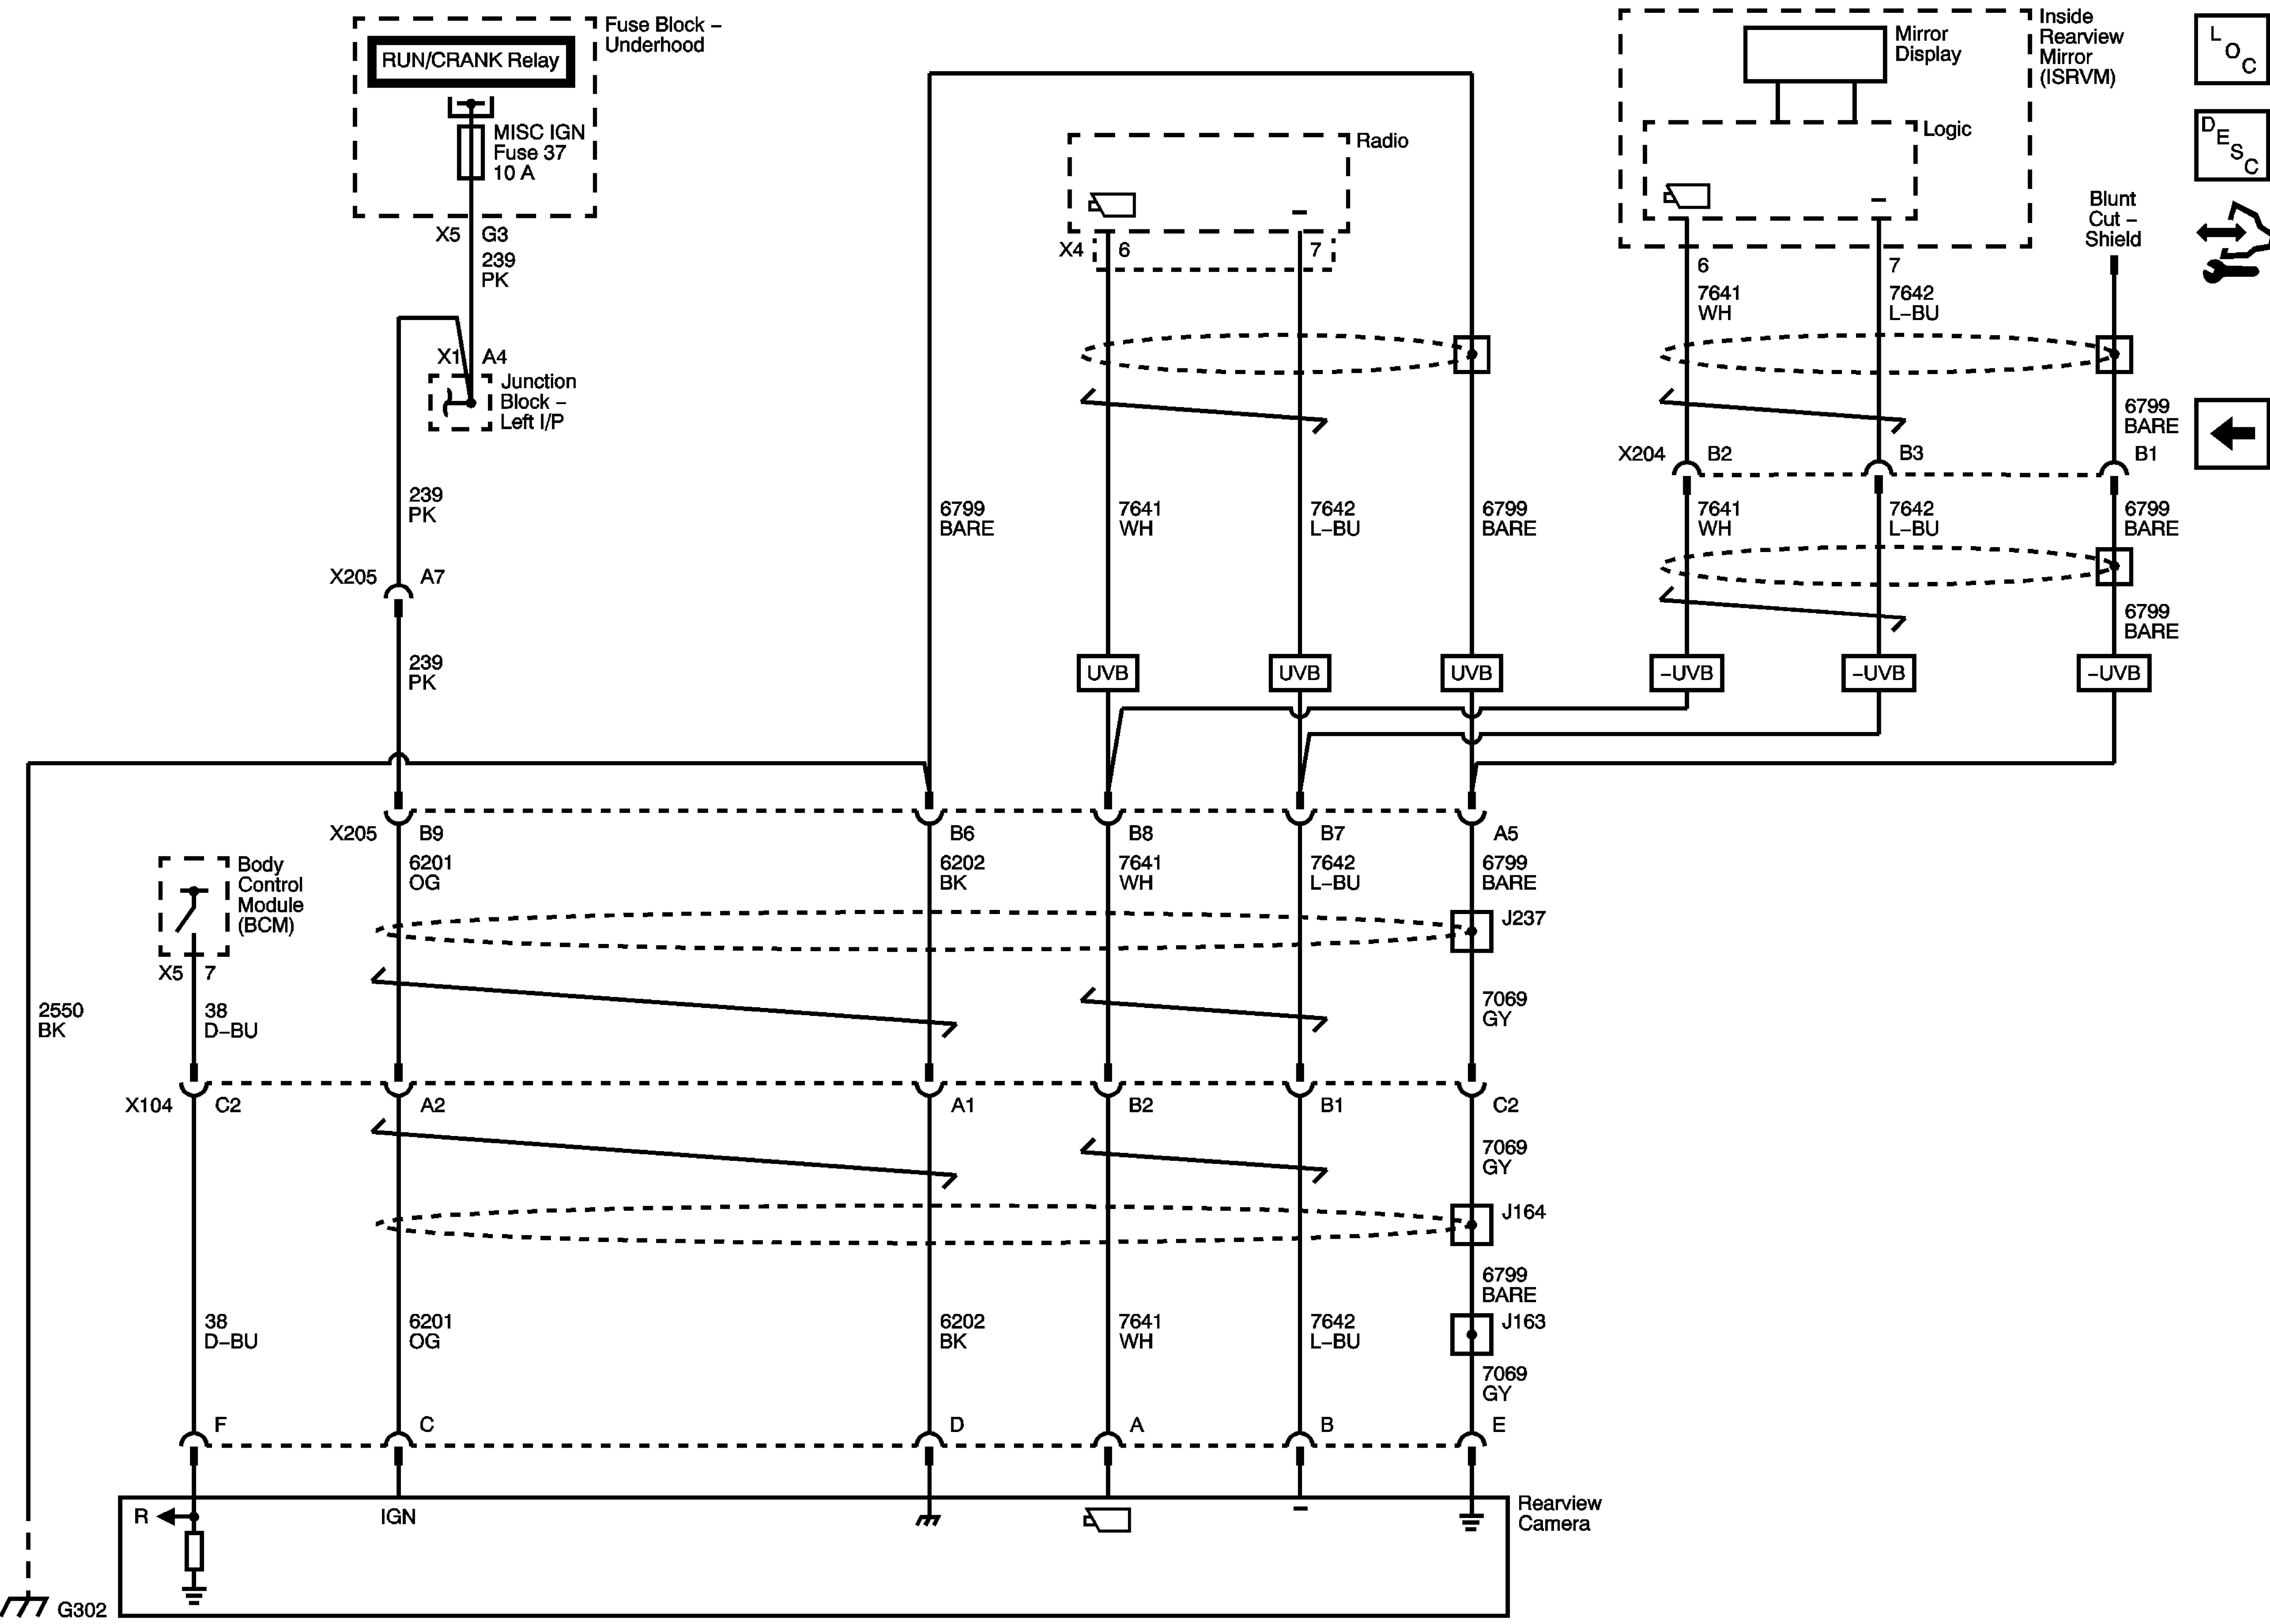 Fuse Block –
Underhood
RUN/CRANK Relay
MISC IGN
Fuse 37
10 A
X5 G3
239
PK
X1 A4
Junction
Block –
Left I/P
239
PK
X205 A7
239
PK
Radio
X4 6 7
Mirror
Display
Inside
Rearview
Mirror
(ISRVM)
Logic
Blunt
Cut –
Shield
6 7
7641
WH
7642
L–BU
6799
BARE
X204 B2 B3 B1
6799
BARE
7641
WH
7642
L–BU
6799
BARE
7641
WH
7642
L–BU
6799
BARE
6799
BARE
UVB UVB UVB –UVB –UVB –UVB
L
O
C
D
E
S
C
X205 B9 B6 B8 B7 A5
6201
OG
6202
BK
7641
WH
7642
L–BU
6799
BARE
Body
Control
Module
(BCM)
J237
X5 7
2550
BK
38
D–BU
7069
GY
X104 C2 A2 A1 B2 B1 C2
7069
GY
J164
6799
BARE
38
D–BU
6201
OG
6202
BK
7641
WH
7642
L–BU
J163
7069
GY
F C D A B E
R IGN
Rearview
Camera
G302